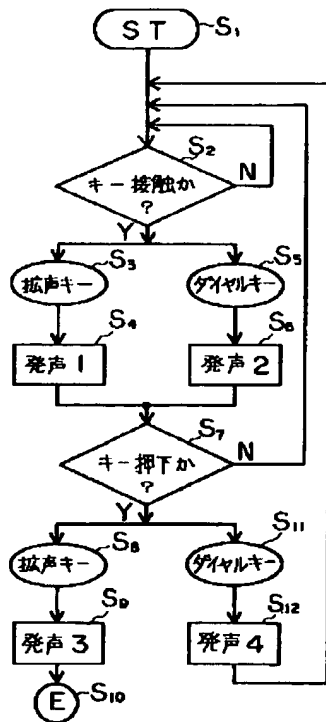 ST S1
S2
キー接触か N
?
Y
S3 S5
拡声キー ダイヤルキー
S4 S6
発声1 発声2
S7
キー押下か N
?
Y
S8 S11
拡声キー ダイヤルキー
S9 S12
発声3 発声4
E S10